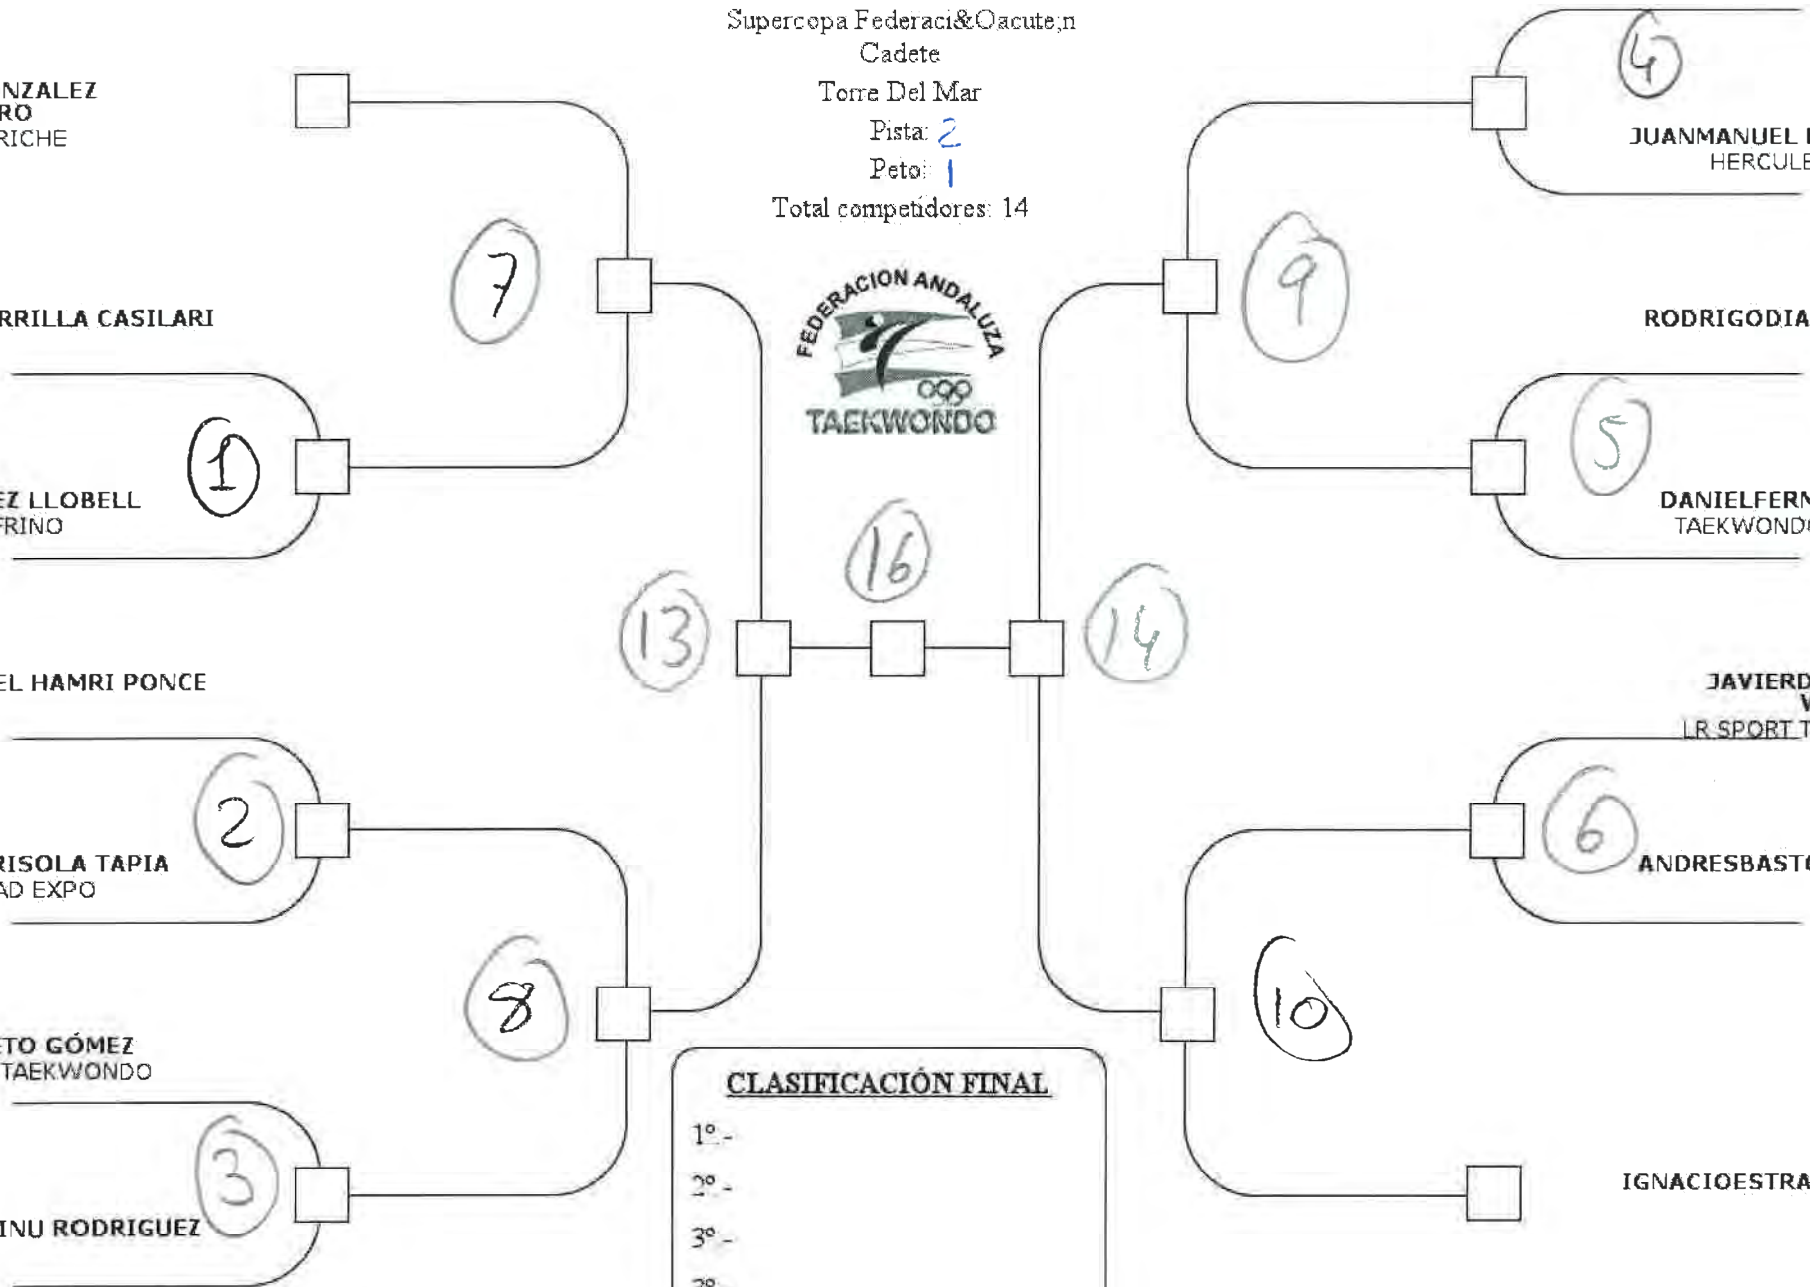 Supercopa Federaci&Oacute;n
Cadete
Torre Del Mar
Pista: 2
Peto: 1
Total competidores: 14
FEDERACION ANDALUZA
TAEKWONDO
NZALEZ
RO
RICHE
7
RRILLA CASILARI
1
EZ LLOBELL
FRINO
13
EL HAMRI PONCE
2
RISOLA TAPIA
AD EXPO
8
TO GÓMEZ
TAEKWONDO
3
INU RODRIGUEZ
16
4
JUANMANUEL
HERCULE
9
RODRIGODIA
5
DANIELFERN
TAEKWOND
14
JAVIERD
LR SPORT T
6
ANDRESBAST
10
IGNACIOESTRA
CLASIFICACIÓN FINAL
1º.-
2º.-
3º.-
3º.-